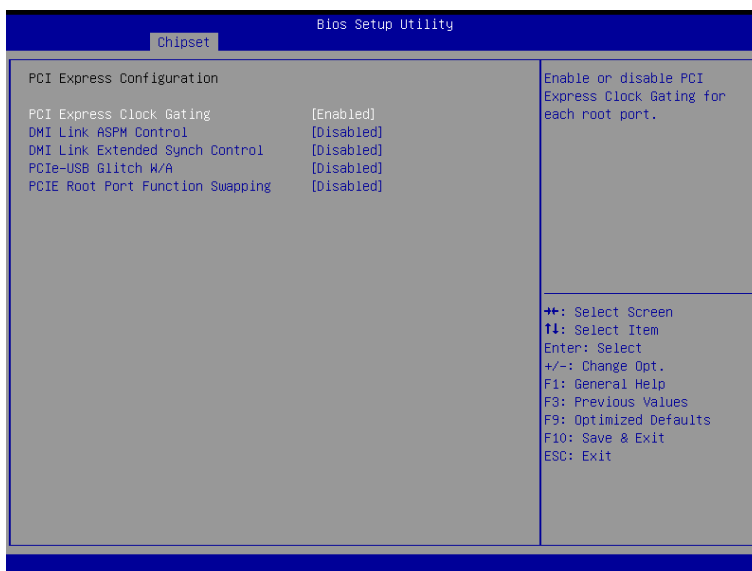 Bios Setup Utility
Chipset
PCI Express Configuration
PCI Express Clock Gating [Enabled]
DMI Link ASPM Control [Disabled]
DMI Link Extended Synch Control [Disabled]
PCIe-USB Glitch W/A [Disabled]
PCIE Root Port Function Swapping [Disabled]
Enable or disable PCI
Express Clock Gating for
each root port.
→←: Select Screen
↑↓: Select Item
Enter: Select
+/-: Change Opt.
F1: General Help
F3: Previous Values
F9: Optimized Defaults
F10: Save & Exit
ESC: Exit